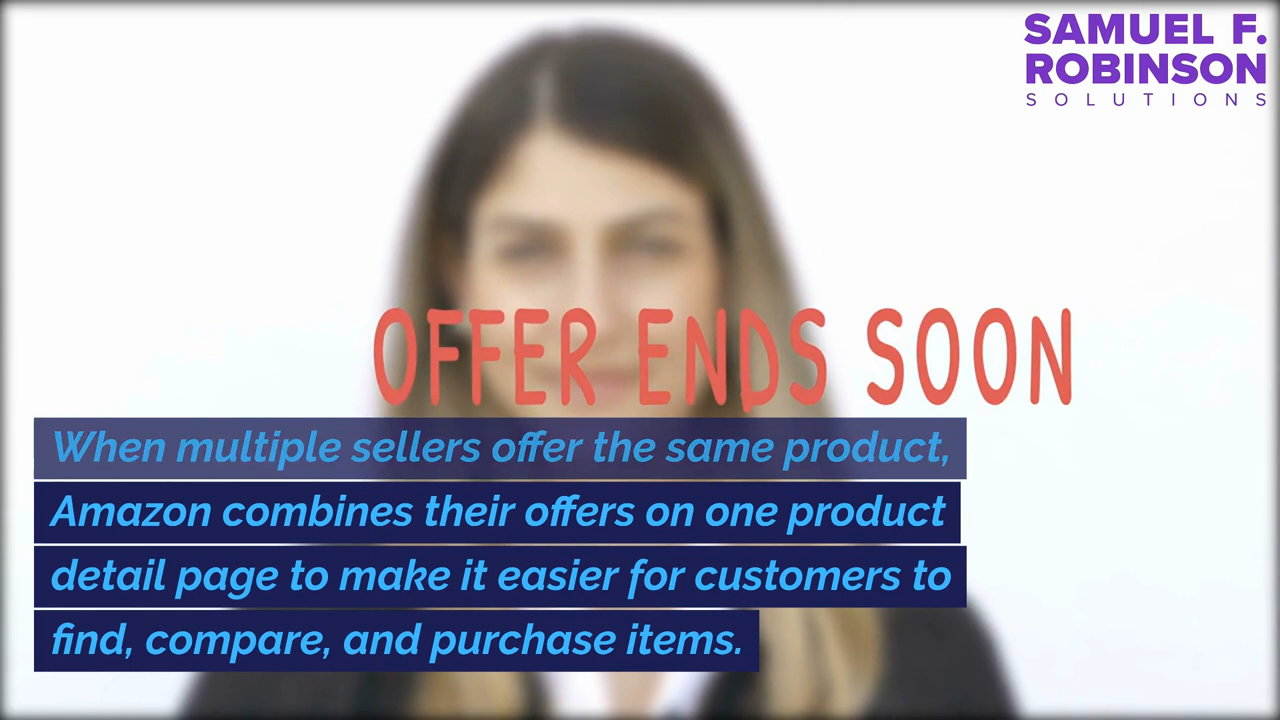 SAMUEL F.
ROBINSON
SOLUTIONS
OFFER ENDS SOON
When multiple sellers offer the same product,
Amazon combines their offers on one product
detail page to make it easier for customers to
find, compare, and purchase items.